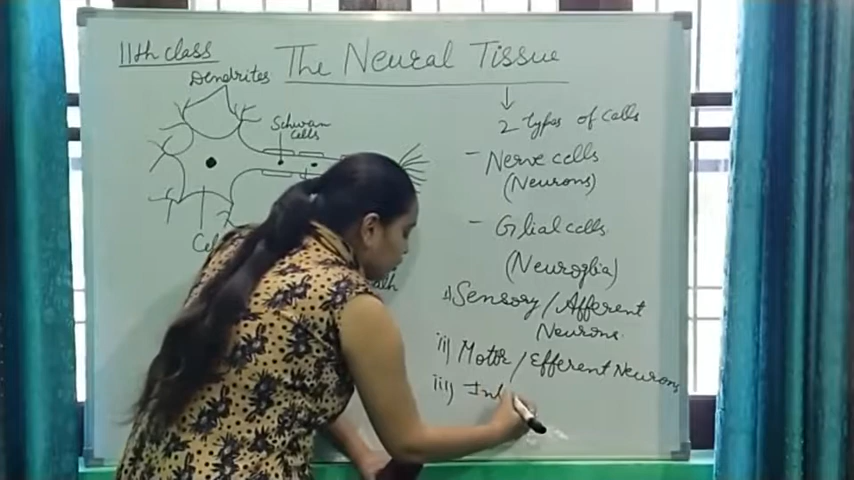 11th class
The Neural Tissue
Dendrites
Schwann
cells
2 types of cells
- Nerve cells
(Neurons)
- Glial cells
(Neuroglia)
i) Sensory / Afferent
Neurons.
ii) Motor / Efferent Neurons
iii)